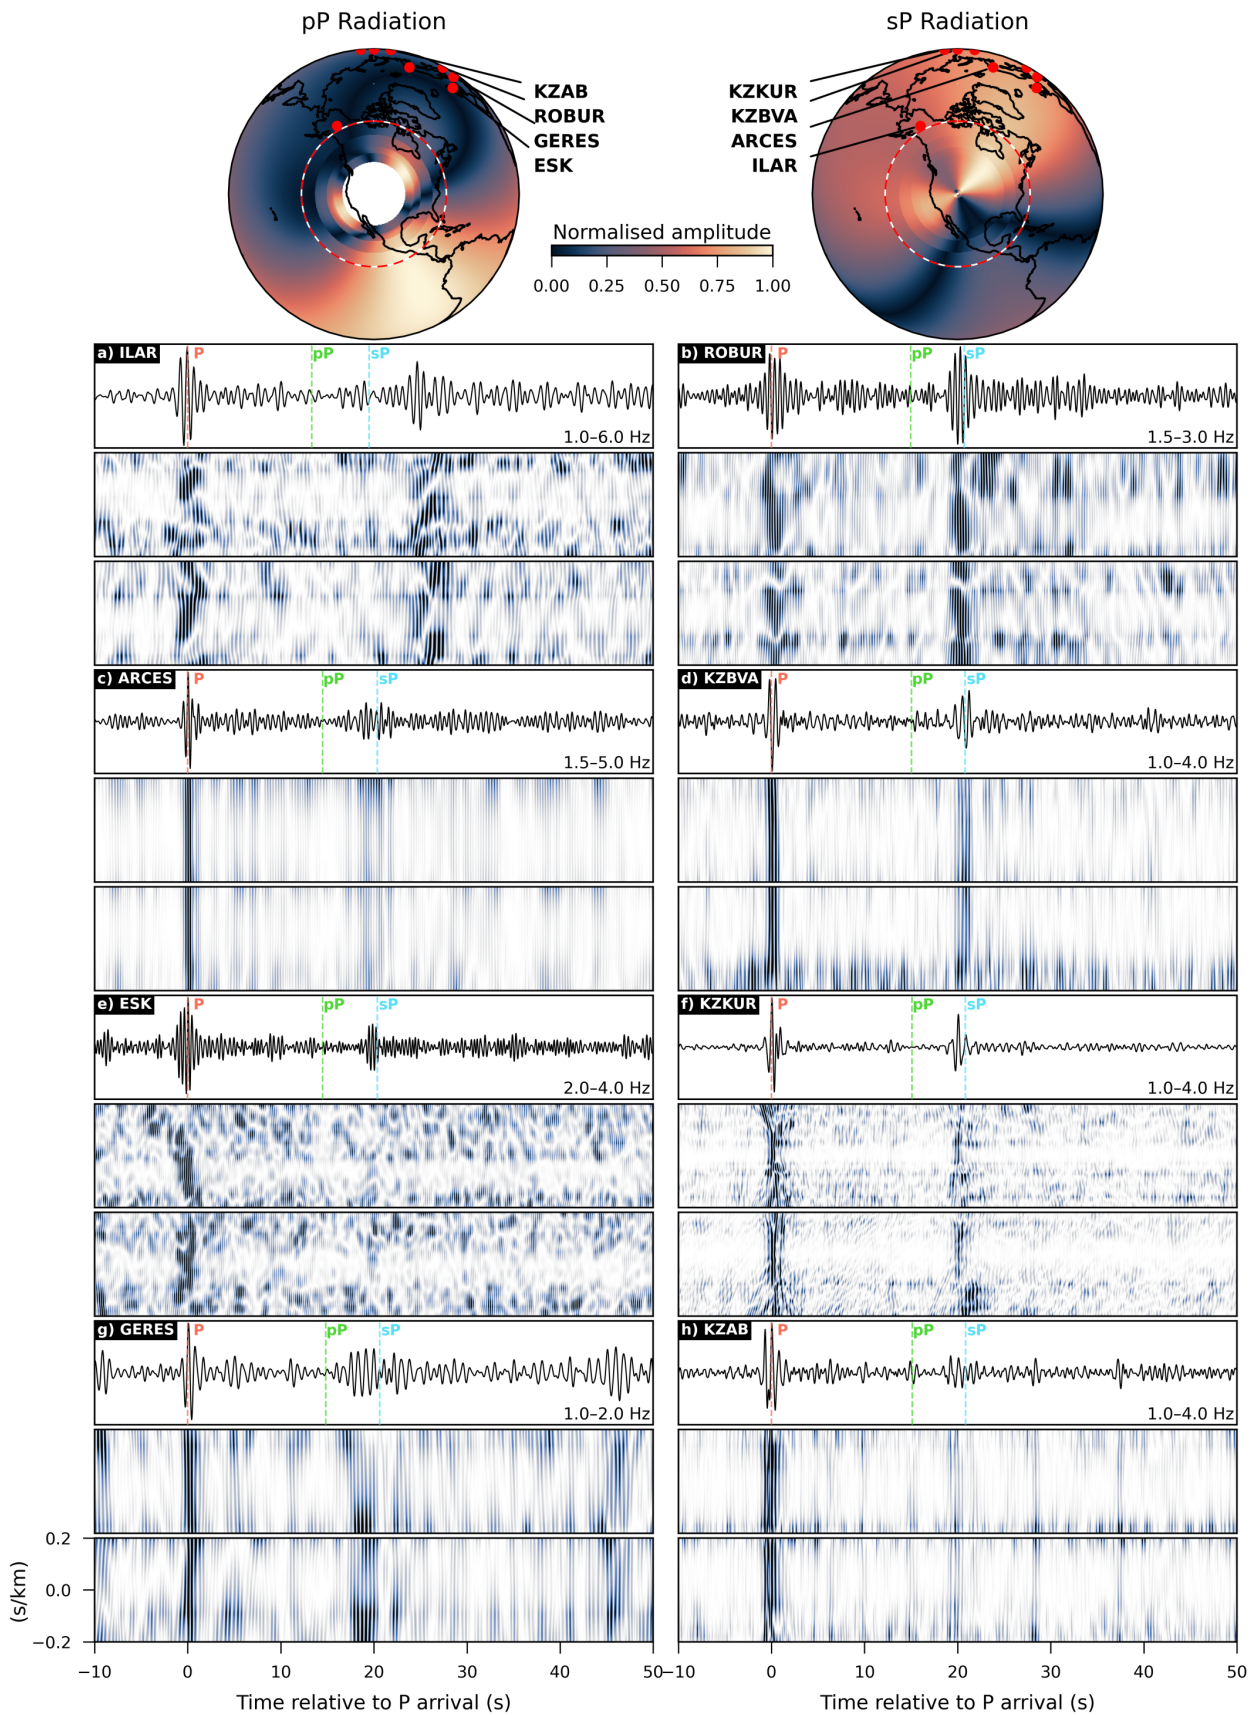 pP Radiation
sP Radiation
KZAB
ROBUR
GERES
ESK
KZKUR
KZBVA
ARCES
ILAR
Normalised amplitude
0.00 0.25 0.50 0.75 1.00
a) ILAR
P
pP
sP
1.0–6.0 Hz
b) ROBUR
P
pP
sP
1.5–3.0 Hz
c) ARCES
P
pP
sP
1.5–5.0 Hz
d) KZBVA
P
pP
sP
1.0–4.0 Hz
e) ESK
P
pP
sP
2.0–4.0 Hz
f) KZKUR
P
pP
sP
1.0–4.0 Hz
g) GERES
P
pP
sP
1.0–2.0 Hz
h) KZAB
P
pP
sP
1.0–4.0 Hz
0.2
0.0
−0.2
(s/km)
−10 0 10 20 30 40 50
−10 0 10 20 30 40 50
Time relative to P arrival (s)
Time relative to P arrival (s)